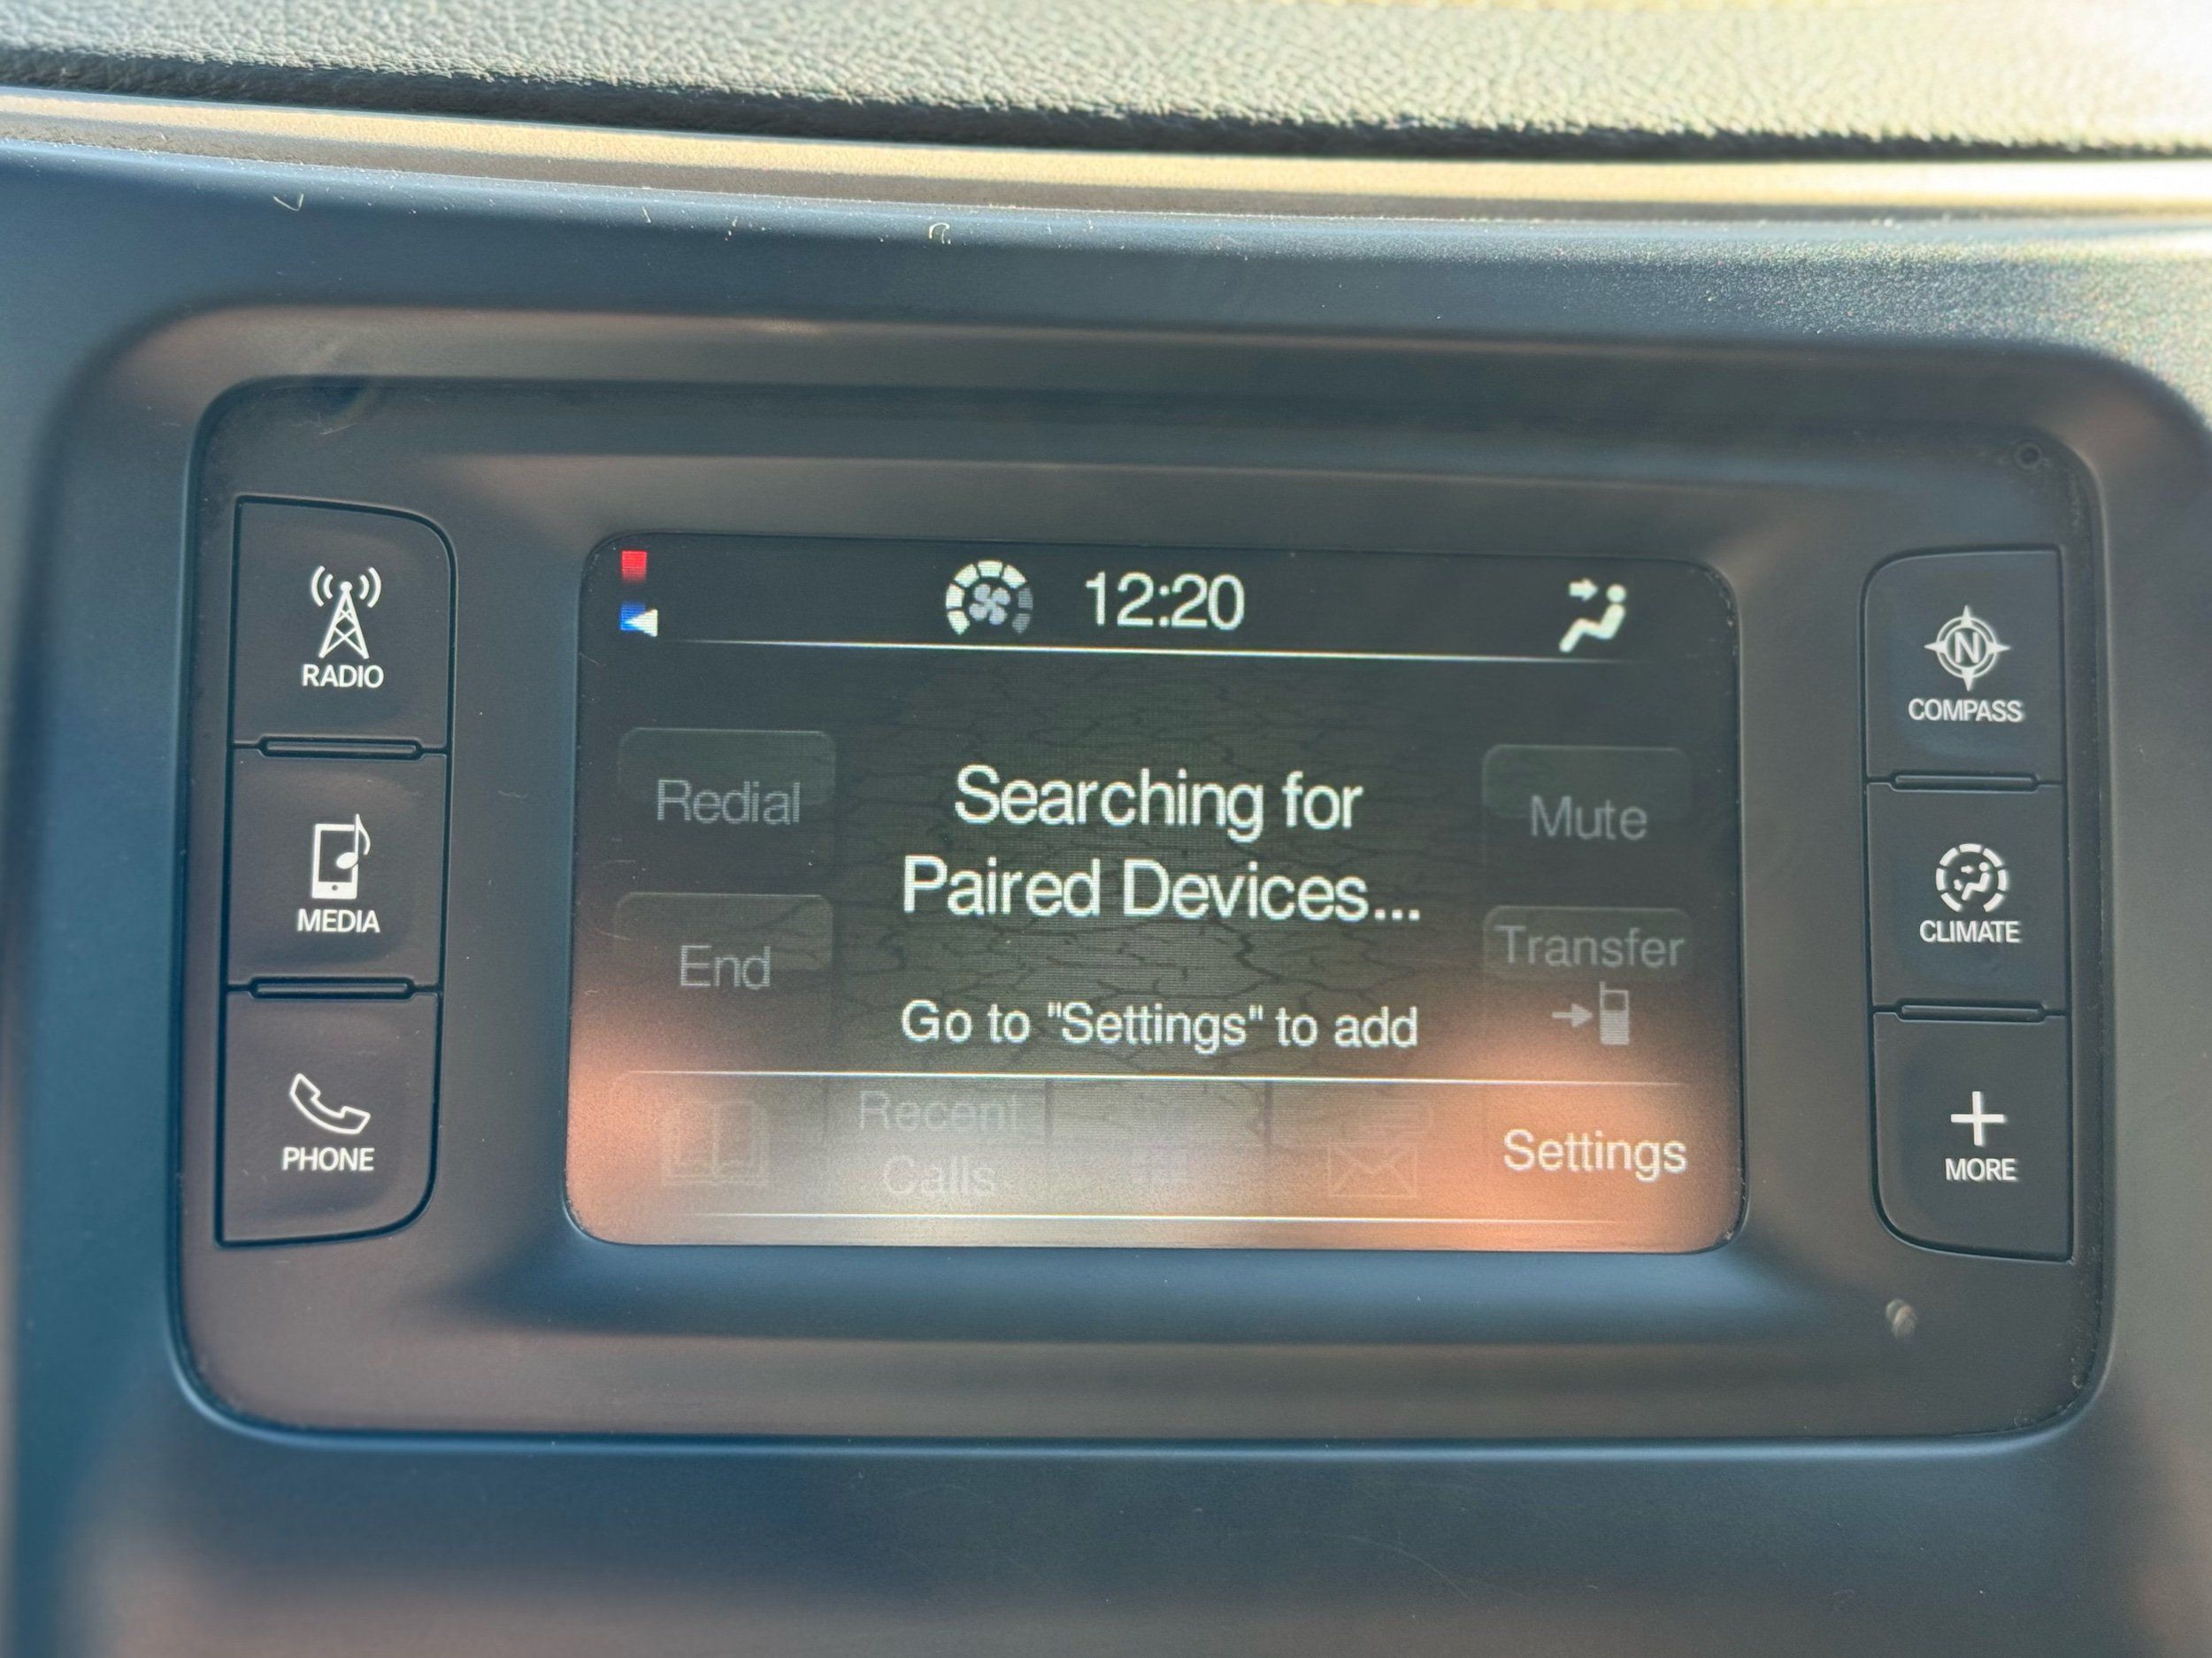 12:20
RADIO
MEDIA
PHONE
Redial
End
Searching for
Paired Devices...
Go to "Settings" to add
Mute
Transfer
Recent
Calls
Settings
N
COMPASS
CLIMATE
MORE